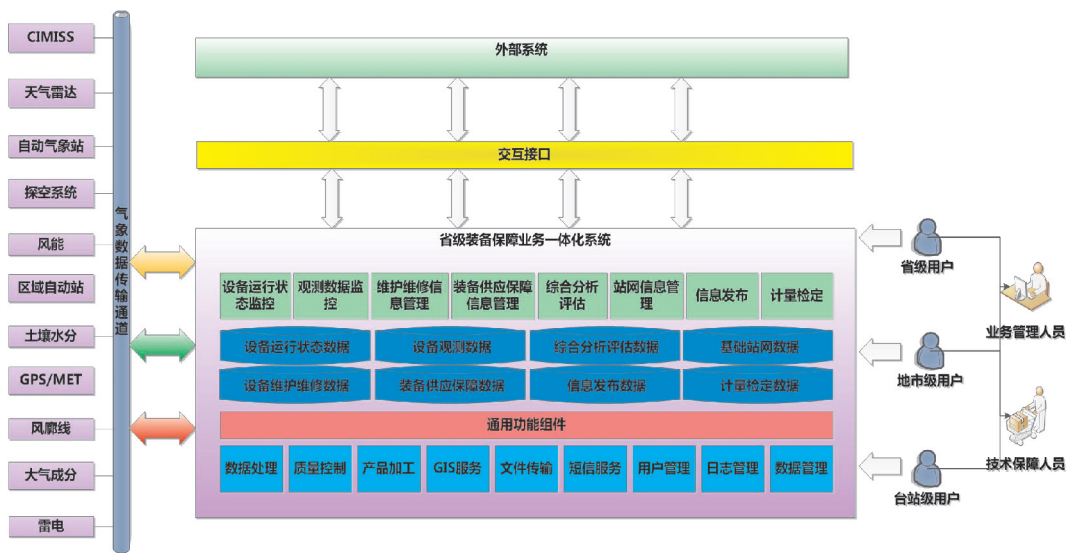 CIMISS
天气雷达
自动气象站
探空系统
风能
区域自动站
土壤水分
GPS/MET
风廓线
大气成分
雷电
气象数据传输通道
外部系统
交互接口
省级装备保障业务一体化系统
设备运行状
态监控
观测数据监
控
维护维修信
息管理
装备供应保障
信息管理
综合分析
评估
站网信息管
理
信息发布
计量检定
设备运行状态数据
设备观测数据
综合分析评估数据
基础站网数据
设备维护维修数据
装备供应保障数据
信息发布数据
计量检定数据
通用功能组件
数据处理
质量控制
产品加工
GIS服务
文件传输
短信服务
用户管理
日志管理
数据管理
省级用户
地市级用户
台站级用户
业务管理人员
技术保障人员